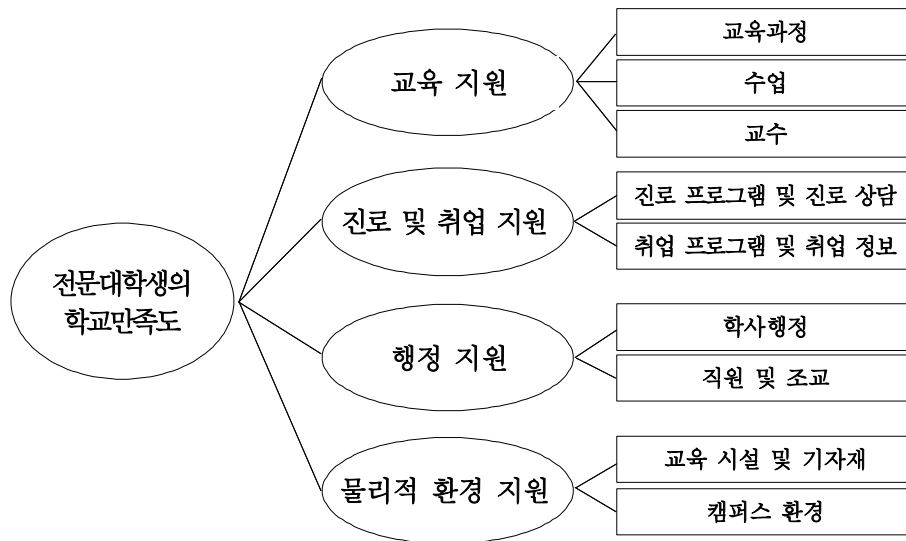 전문대학생의
학교만족도
교육 지원
교육과정
수업
교수
진로 및 취업 지원
진로 프로그램 및 진로 상담
취업 프로그램 및 취업 정보
행정 지원
학사행정
직원 및 조교
물리적 환경 지원
교육 시설 및 기자재
캠퍼스 환경